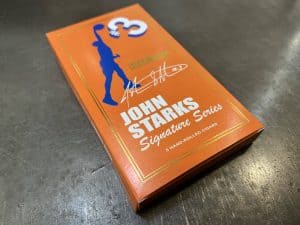 3
JOHN
STARKS
Signature Series
5 HAND-ROLLED CIGARS